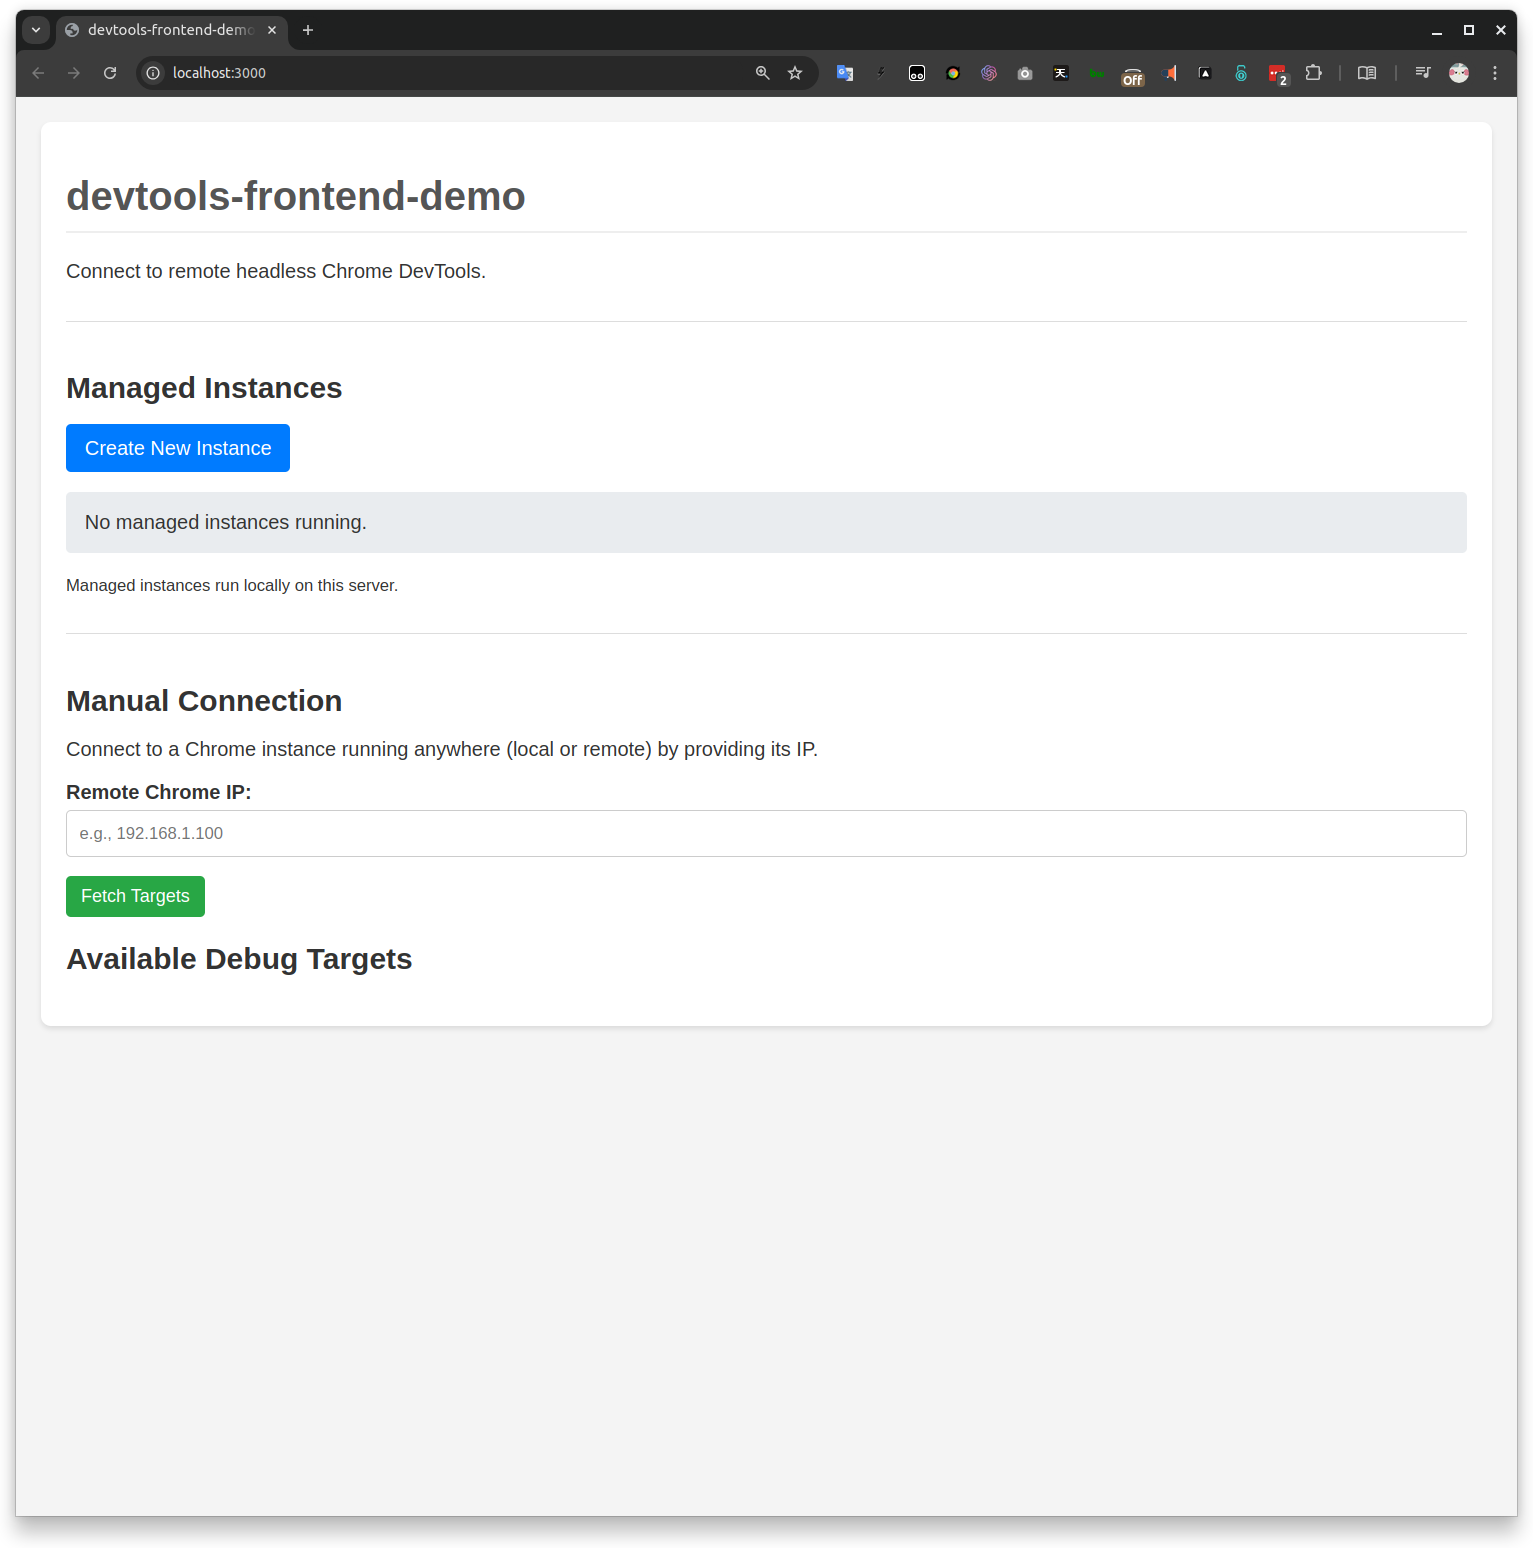 devtools-frontend-demo
localhost:3000
Off
2
devtools-frontend-demo
Connect to remote headless Chrome DevTools.
Managed Instances
Create New Instance
No managed instances running.
Managed instances run locally on this server.
Manual Connection
Connect to a Chrome instance running anywhere (local or remote) by providing its IP.
Remote Chrome IP:
e.g., 192.168.1.100
Fetch Targets
Available Debug Targets